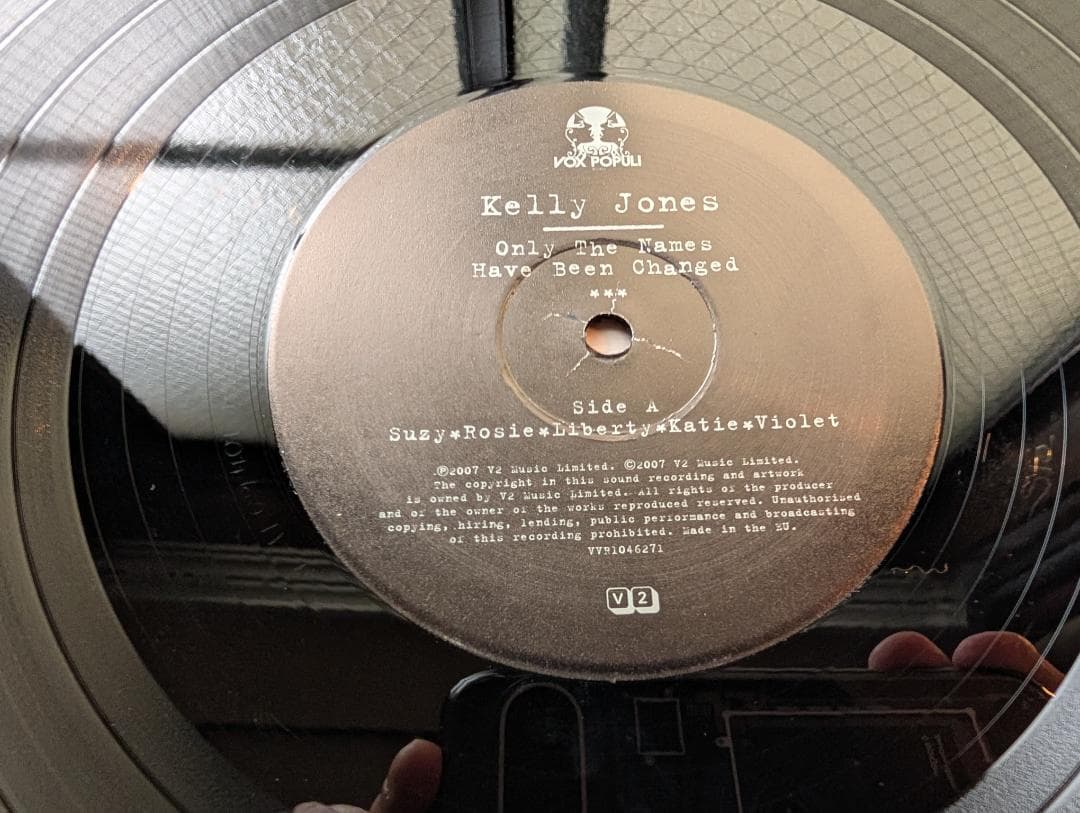 VOX POPULI
Kelly Jones
Only The Names
Have Been Changed
***
Side A
Suzy*Rosie*Liberty*Katie*Violet
℗2007 V2 Music Limited. ©2007 V2 Music Limited.
The copyright in this sound recording and artwork
is owned by V2 Music Limited. All rights of the producer
and of the owner of the works reproduced reserved. Unauthorised
copying, hiring, lending, public performance and broadcasting
of this recording prohibited. Made in the EU.
VVR1046271
V2